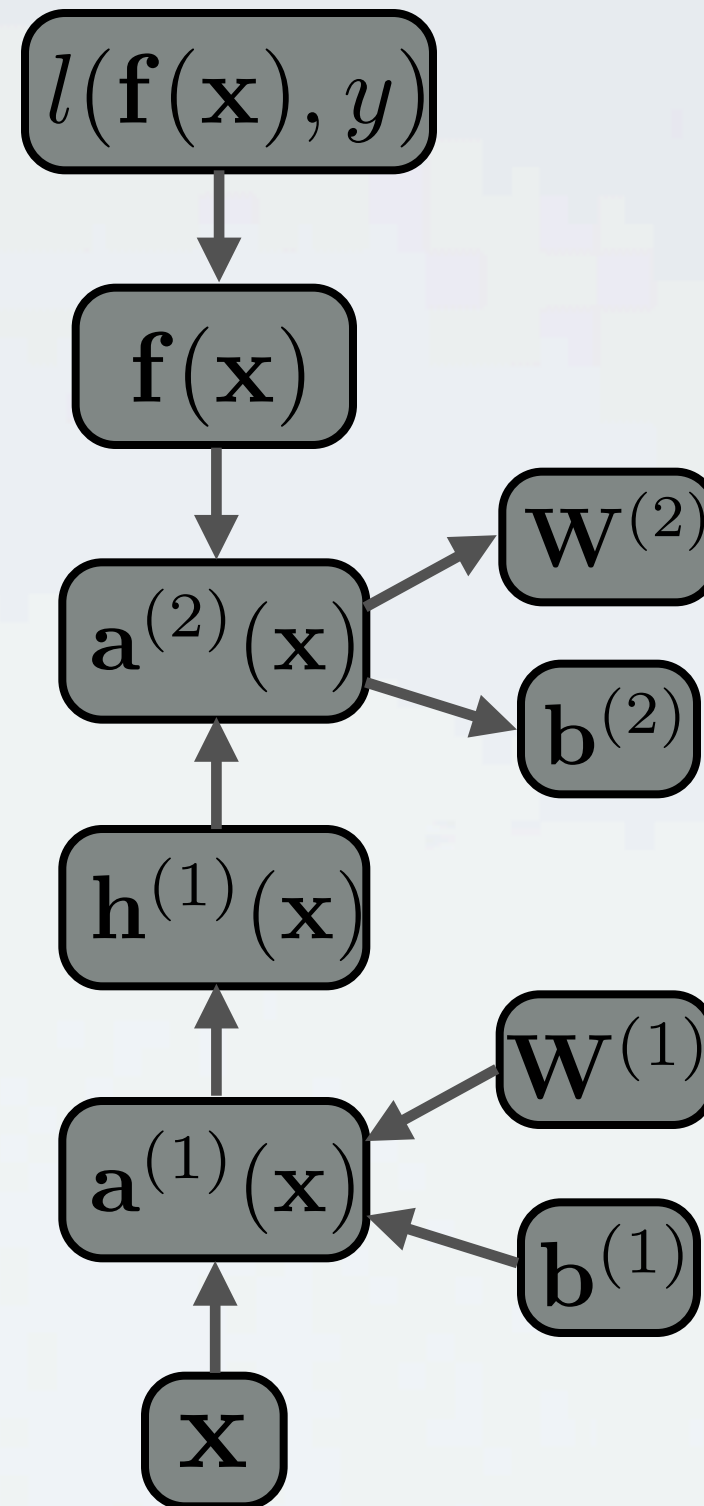 l(f(x), y)
f(x)
W⁽²⁾
a⁽²⁾(x)
b⁽²⁾
h⁽¹⁾(x)
W⁽¹⁾
a⁽¹⁾(x)
b⁽¹⁾
x